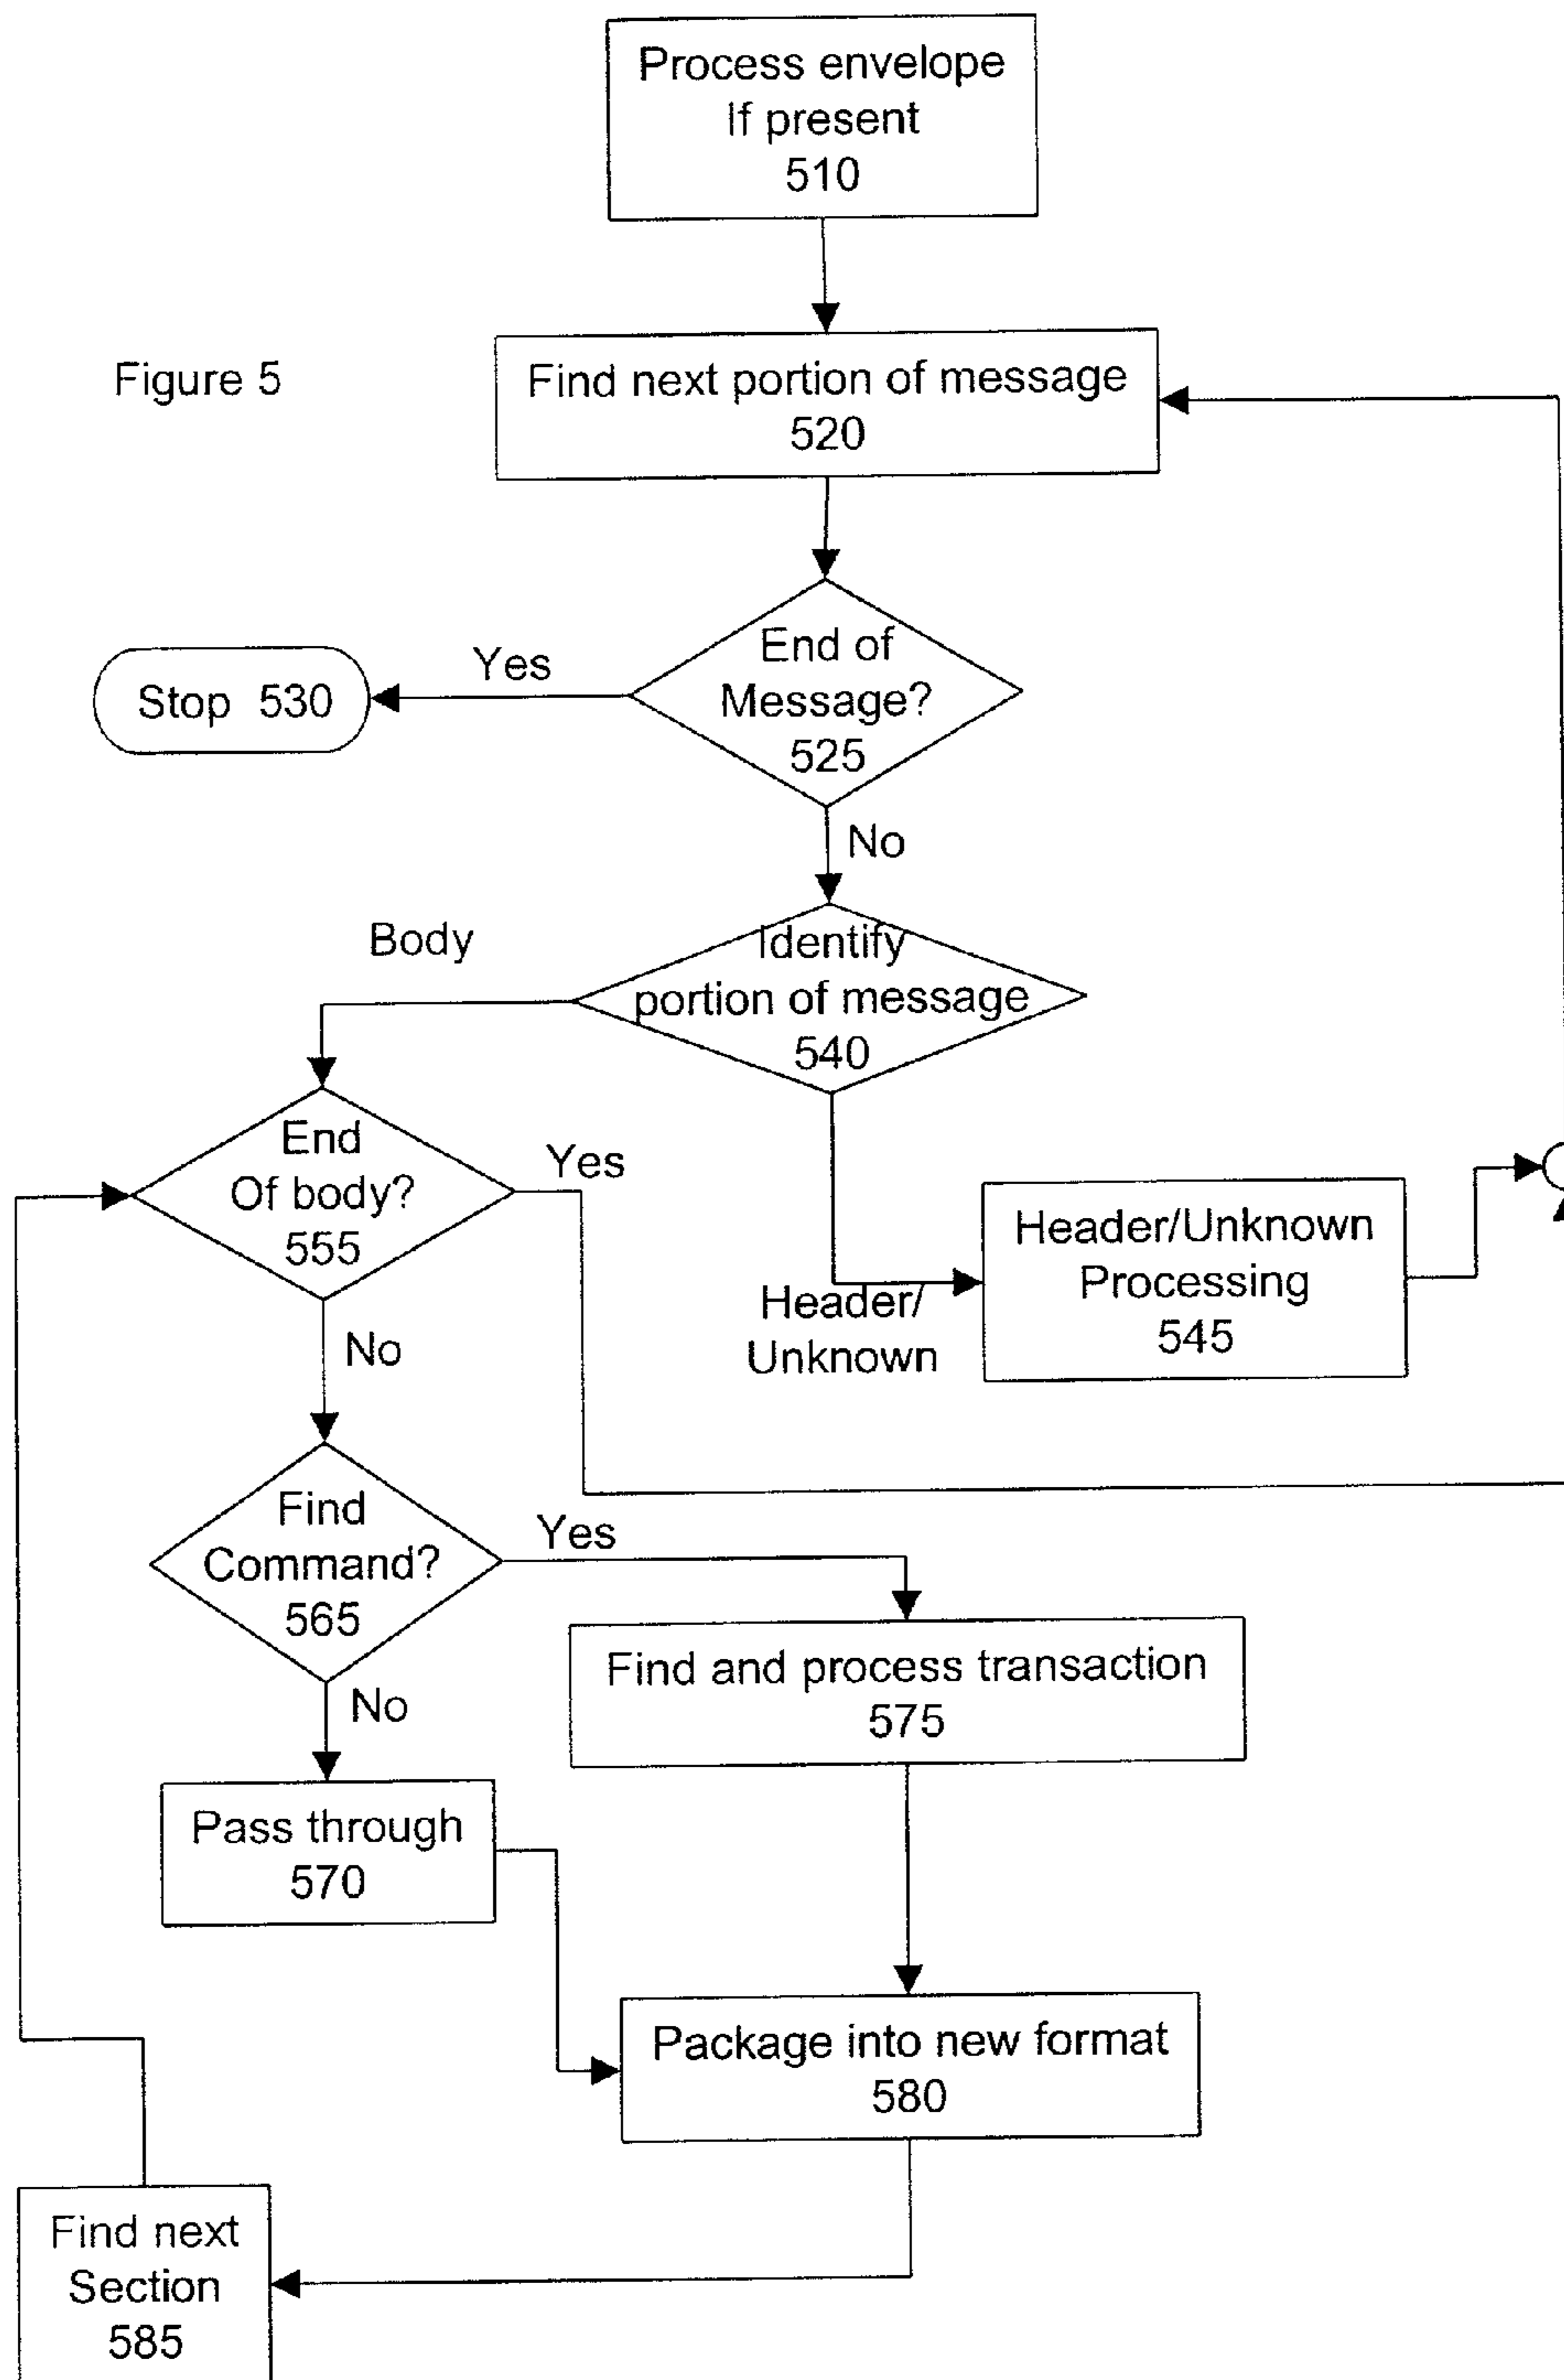 Process envelope
If present
510
Figure 5
Find next portion of message
520
End of
Message?
525
Yes
Stop 530
No
Identify
portion of message
540
Body
End
Of body?
555
Yes
Header/
Unknown
Header/Unknown
Processing
545
No
Find
Command?
565
Yes
Find and process transaction
575
No
Pass through
570
Package into new format
580
Find next
Section
585